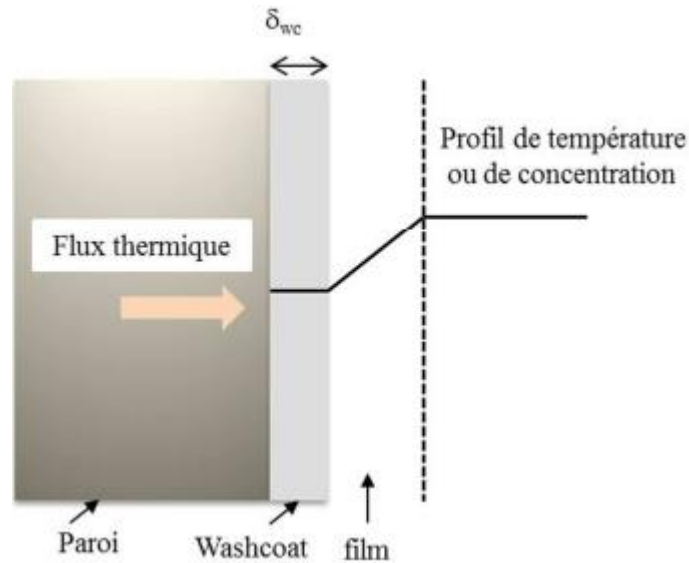 δwc
Profil de température
ou de concentration
Flux thermique
Paroi
Washcoat
film